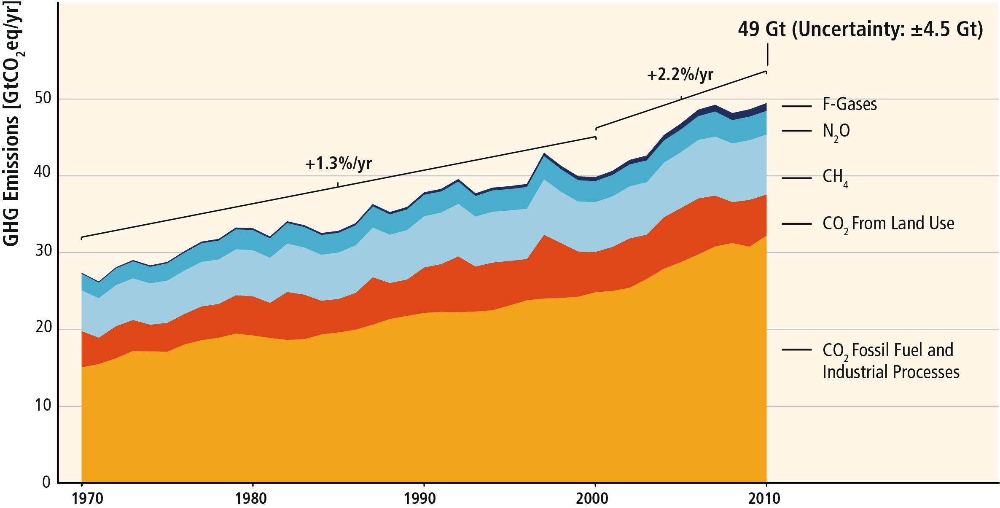 GHG Emissions [GtCO₂eq/yr]
49 Gt (Uncertainty: ±4.5 Gt)
+2.2%/yr
+1.3%/yr
50
40
30
20
10
0
F-Gases
N₂O
CH₄
CO₂ From Land Use
CO₂ Fossil Fuel and
Industrial Processes
1970
1980
1990
2000
2010